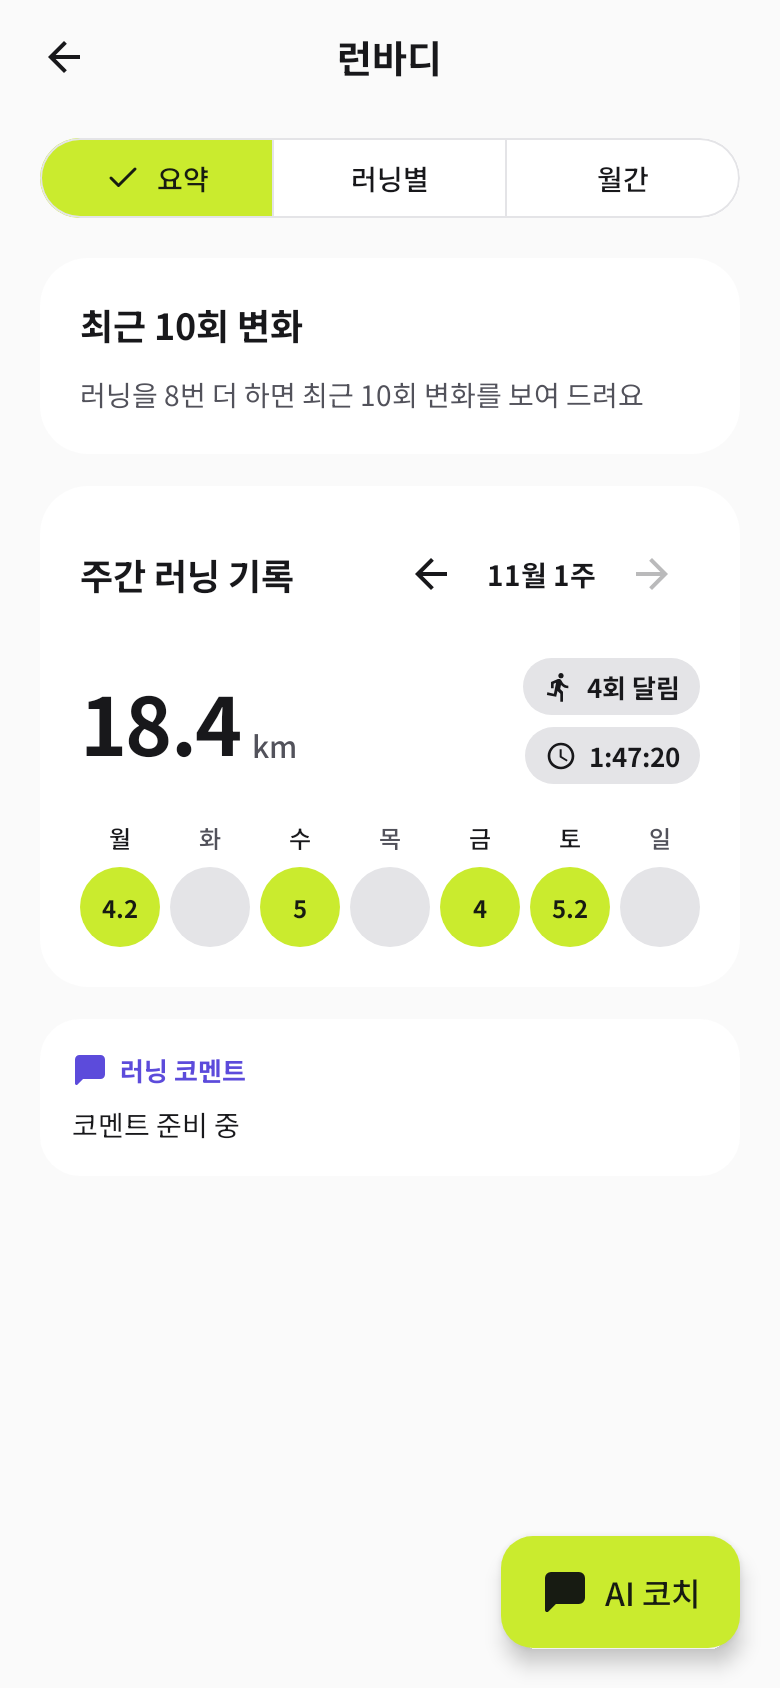 런바디
요약
러닝별
월간
최근 10회 변화
러닝을 8번 더 하면 최근 10회 변화를 보여 드려요
주간 러닝 기록
11월 1주
18.4 km
4회 달림
1:47:20
월 화 수 목 금 토 일
4.2 5 4 5.2
러닝 코멘트
코멘트 준비 중
AI 코치